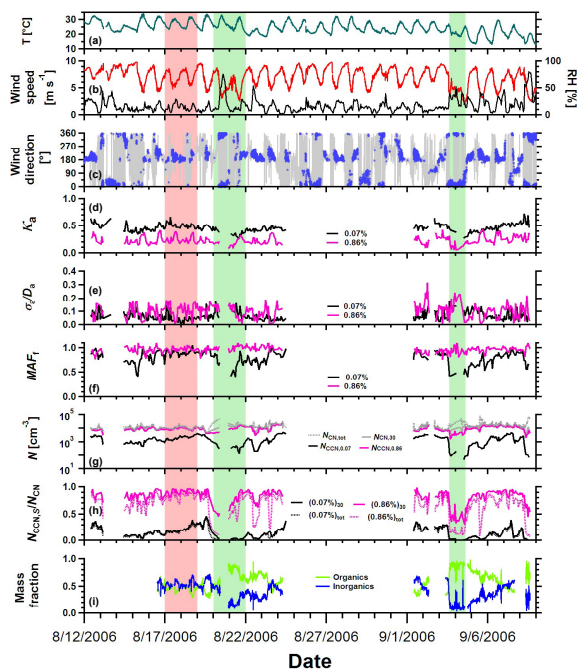 T [°C]
30
20
10
(a)
Wind
speed
[m s⁻¹]
10
5
0
(b)
100
50
0
RH [%]
Wind
direction
[°]
360
270
180
90
0
(c)
κa
1.0
0.5
0.0
(d)
0.07%
0.86%
σε/Da
0.4
0.3
0.2
0.1
0.0
(e)
0.07%
0.86%
MAFf
1.0
0.5
0.0
(f)
0.07%
0.86%
N [cm⁻³]
10⁵
10³
10¹
(g)
NCN,tot NCN,30
NCCN,0.07 NCCN,0.86
NCCN,S/NCN
1.0
0.5
0.0
(h)
(0.07%)30 (0.86%)30
(0.07%)tot (0.86%)tot
Mass
fraction
1.0
0.5
0.0
(i)
Organics
Inorganics
8/12/2006 8/17/2006 8/22/2006 8/27/2006 9/1/2006 9/6/2006
Date